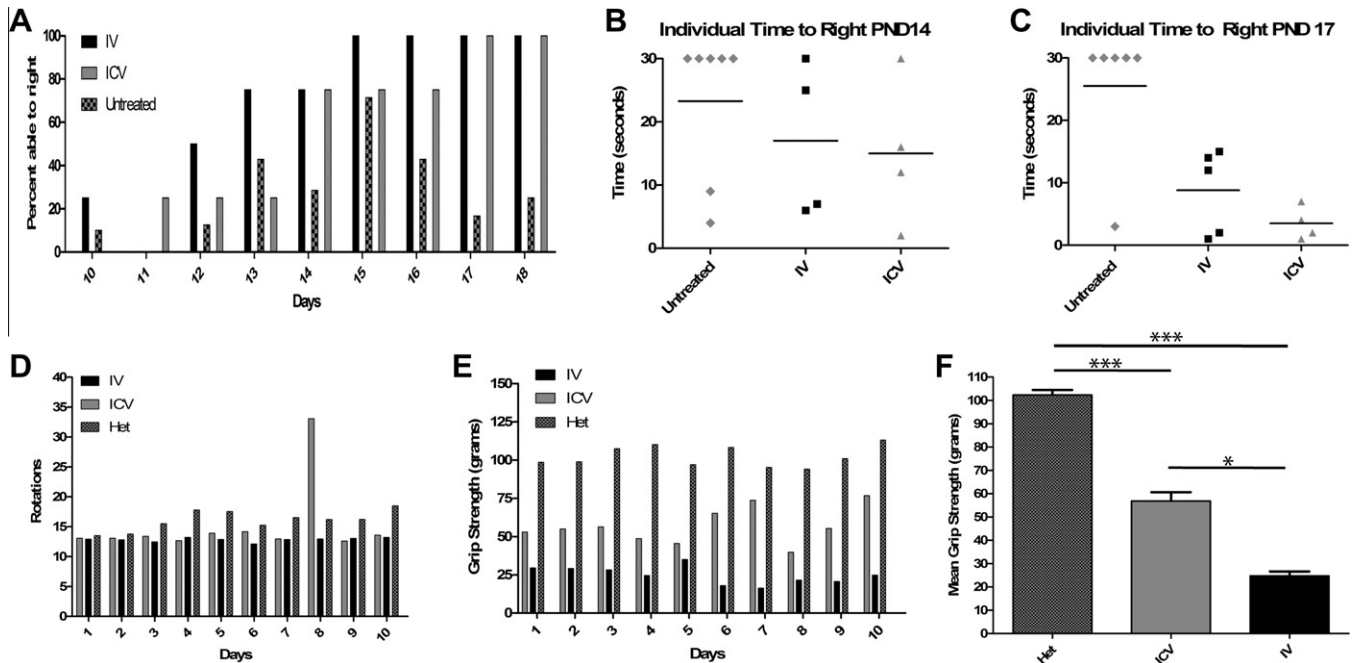 A
IV
ICV
Untreated
Percent able to right
100
80
60
40
20
0
10 11 12 13 14 15 16 17 18
Days
B
Individual Time to Right PND14
Time (seconds)
30
20
10
0
Untreated IV ICV
C
Individual Time to Right PND 17
Time (seconds)
30
20
10
0
Untreated IV ICV
D
IV
ICV
Het
Rotations
40
35
30
25
20
15
10
5
0
1 2 3 4 5 6 7 8 9 10
Days
E
IV
ICV
Het
Grip Strength (grams)
150
125
100
75
50
25
0
1 2 3 4 5 6 7 8 9 10
Days
F
***
***
*
Mean Grip Strength (grams)
110
100
90
80
70
60
50
40
30
20
10
0
Het ICV IV